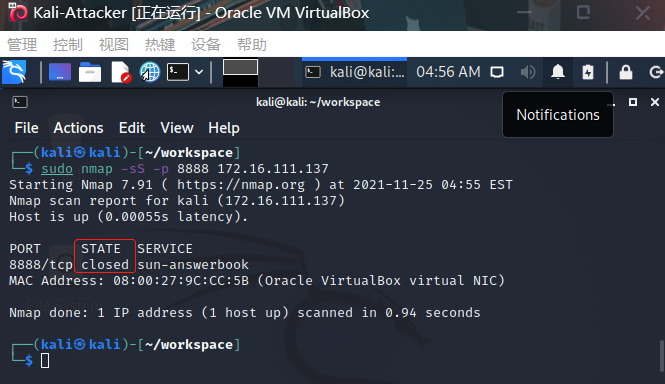 Kali-Attacker [正在运行] - Oracle VM VirtualBox
管理 控制 视图 热键 设备 帮助
kali@kali:... 04:56 AM
kali@kali: ~/workspace
Notifications
File Actions Edit View Help
┌──(kali㉿kali)-[~/workspace]
└─$ sudo nmap -sS -p 8888 172.16.111.137
Starting Nmap 7.91 ( https://nmap.org ) at 2021-11-25 04:55 EST
Nmap scan report for kali (172.16.111.137)
Host is up (0.00055s latency).
PORT STATE SERVICE
8888/tcp closed sun-answerbook
MAC Address: 08:00:27:9C:CC:5B (Oracle VirtualBox virtual NIC)
Nmap done: 1 IP address (1 host up) scanned in 0.94 seconds
┌──(kali㉿kali)-[~/workspace]
└─$